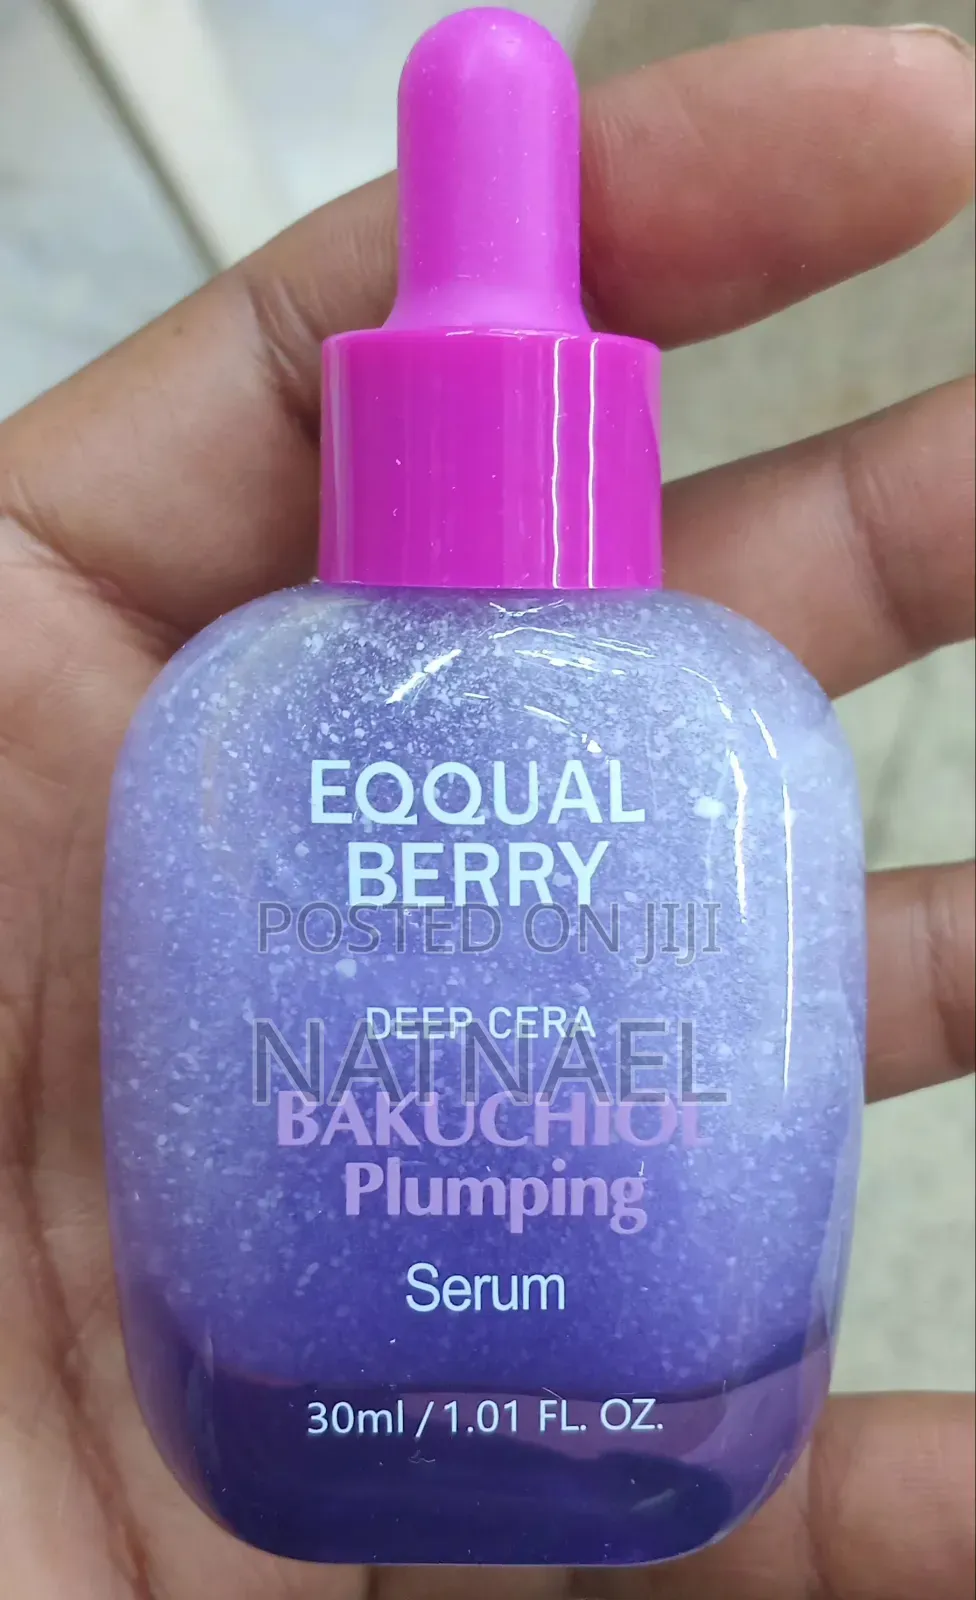 EQQUAL
BERRY
POSTED ON JIJI
DEEP CERA
NATNAEL
BAKUCHIOL
Plumping
Serum
30ml / 1.01 FL. OZ.